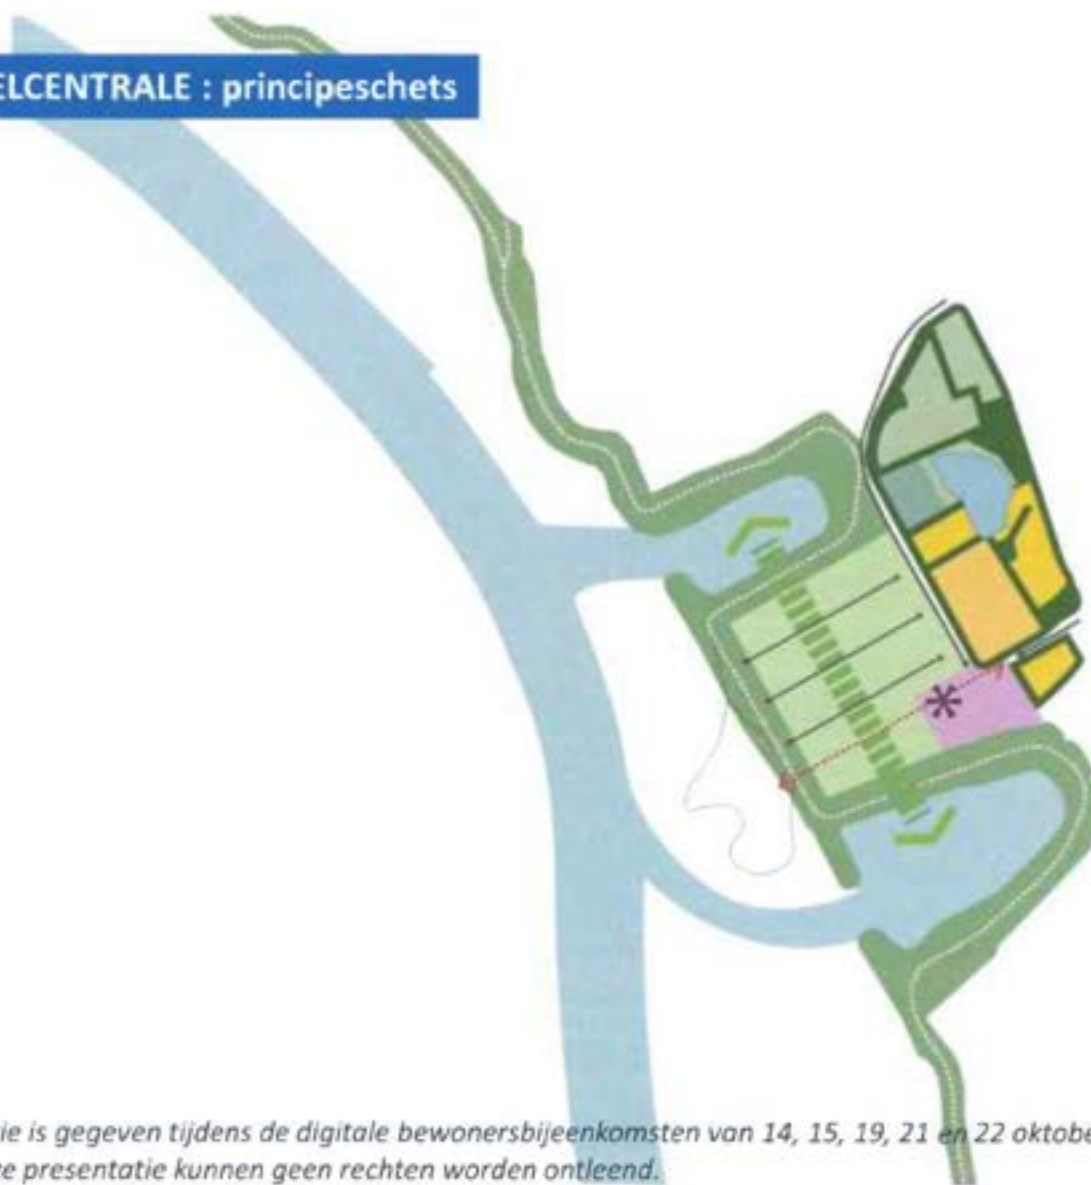 ELCENTRALE : principeschets
ie is gegeven tijdens de digitale bewonersbijeenkomsten van 14, 15, 19, 21 en 22 oktobe
ze presentatie kunnen geen rechten worden ontleend.